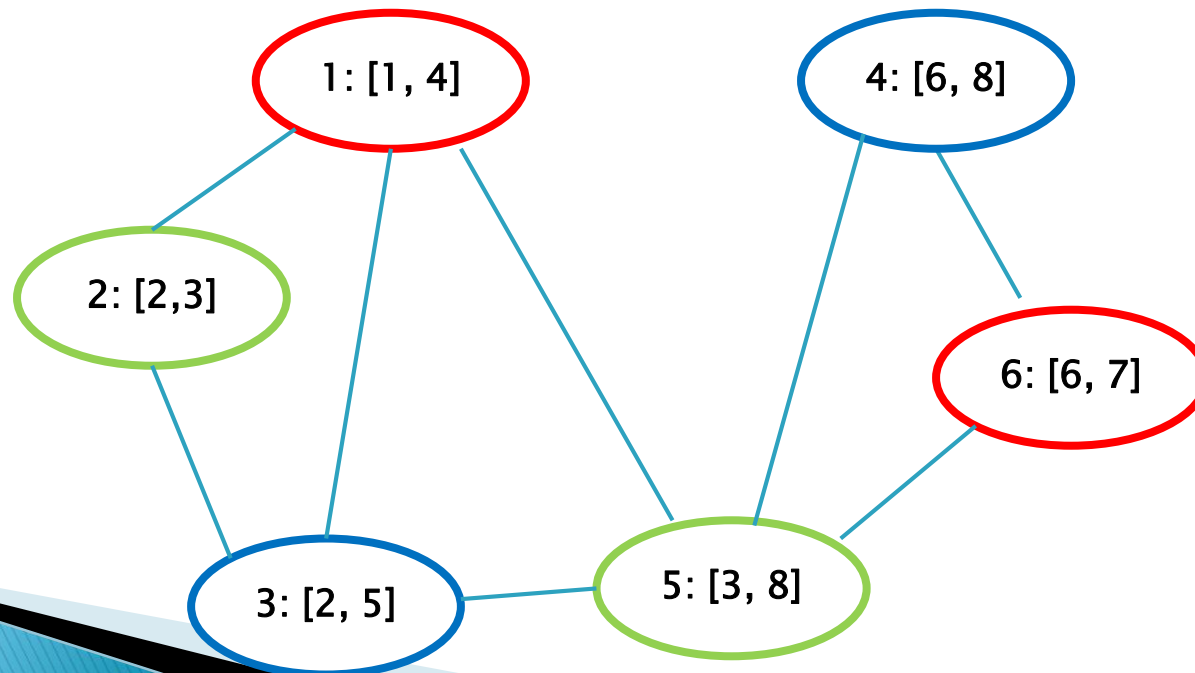 1: [1, 4]
4: [6, 8]
2: [2,3]
6: [6, 7]
3: [2, 5]
5: [3, 8]